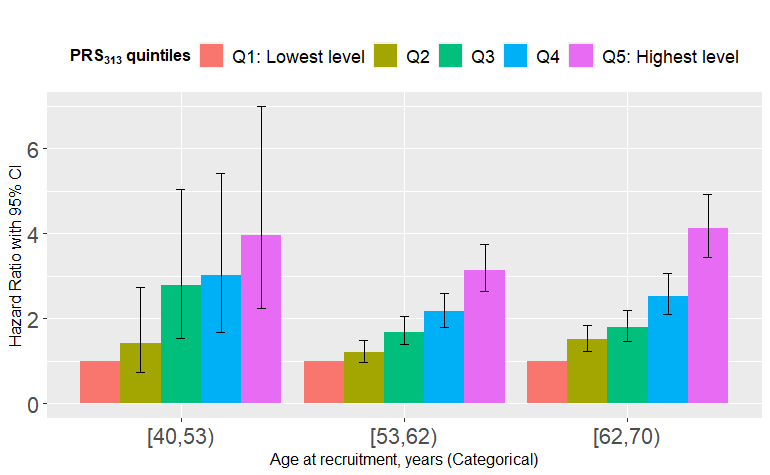 PRS313 quintiles Q1: Lowest level Q2 Q3 Q4 Q5: Highest level
Hazard Ratio with 95% CI
6
4
2
0
[40,53) [53,62) [62,70)
Age at recruitment, years (Categorical)